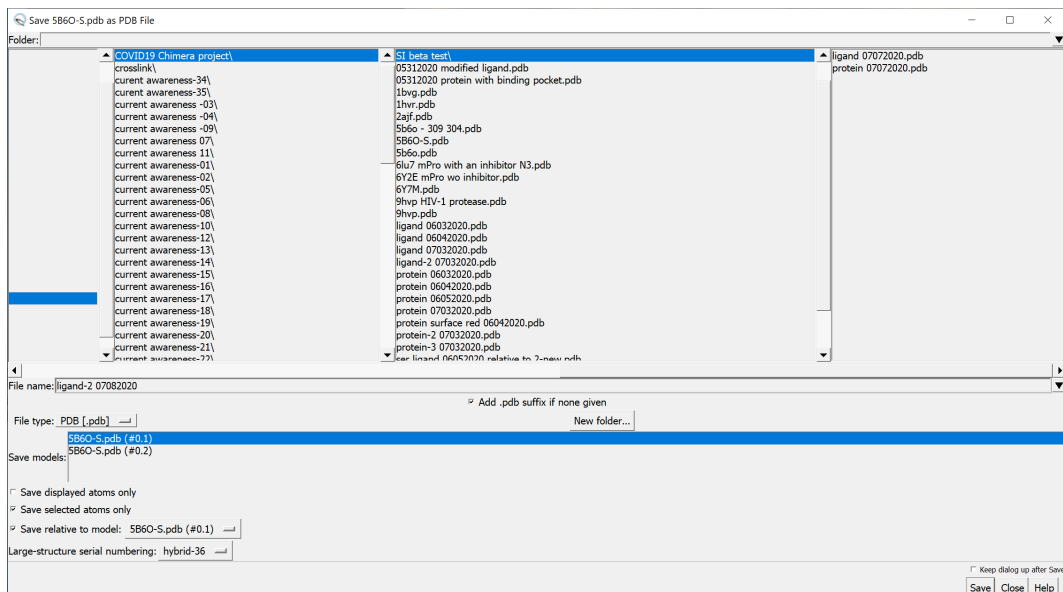 Save 5B6O-S.pdb as PDB File
Folder:
COVID19 Chimera project\
crosslink\
curent awareness-34\
curent awareness-35\
current awareness -03\
current awareness -04\
current awareness -09\
current awareness 07\
current awareness 11\
current awareness-01\
current awareness-02\
current awareness-05\
current awareness-06\
current awareness-08\
current awareness-10\
current awareness-12\
current awareness-13\
current awareness-14\
current awareness-15\
current awareness-16\
current awareness-17\
current awareness-18\
current awareness-19\
current awareness-20\
current awareness-21\
current awareness-22\
SI beta test\
05312020 modified ligand.pdb
05312020 protein with binding pocket.pdb
1bvg.pdb
1hvr.pdb
2ajf.pdb
5b6o - 309 304.pdb
5B6O-S.pdb
5b6o.pdb
6lu7 mPro with an inhibitor N3.pdb
6Y2E mPro wo inhibitor.pdb
6Y7M.pdb
9hvp HIV-1 protease.pdb
9hvp.pdb
ligand 06032020.pdb
ligand 06042020.pdb
ligand 07032020.pdb
ligand-2 07032020.pdb
protein 06032020.pdb
protein 06042020.pdb
protein 06052020.pdb
protein 07032020.pdb
protein surface red 06042020.pdb
protein-2 07032020.pdb
protein-3 07032020.pdb
ser ligand 06052020 relative to 2-new.pdb
ligand 07072020.pdb
protein 07072020.pdb
File name: ligand-2 07082020
Add .pdb suffix if none given
File type: PDB [.pdb]
New folder...
Save models:
5B6O-S.pdb (#0.1)
5B6O-S.pdb (#0.2)
Save displayed atoms only
Save selected atoms only
Save relative to model: 5B6O-S.pdb (#0.1)
Large-structure serial numbering: hybrid-36
Keep dialog up after Save
Save Close Help